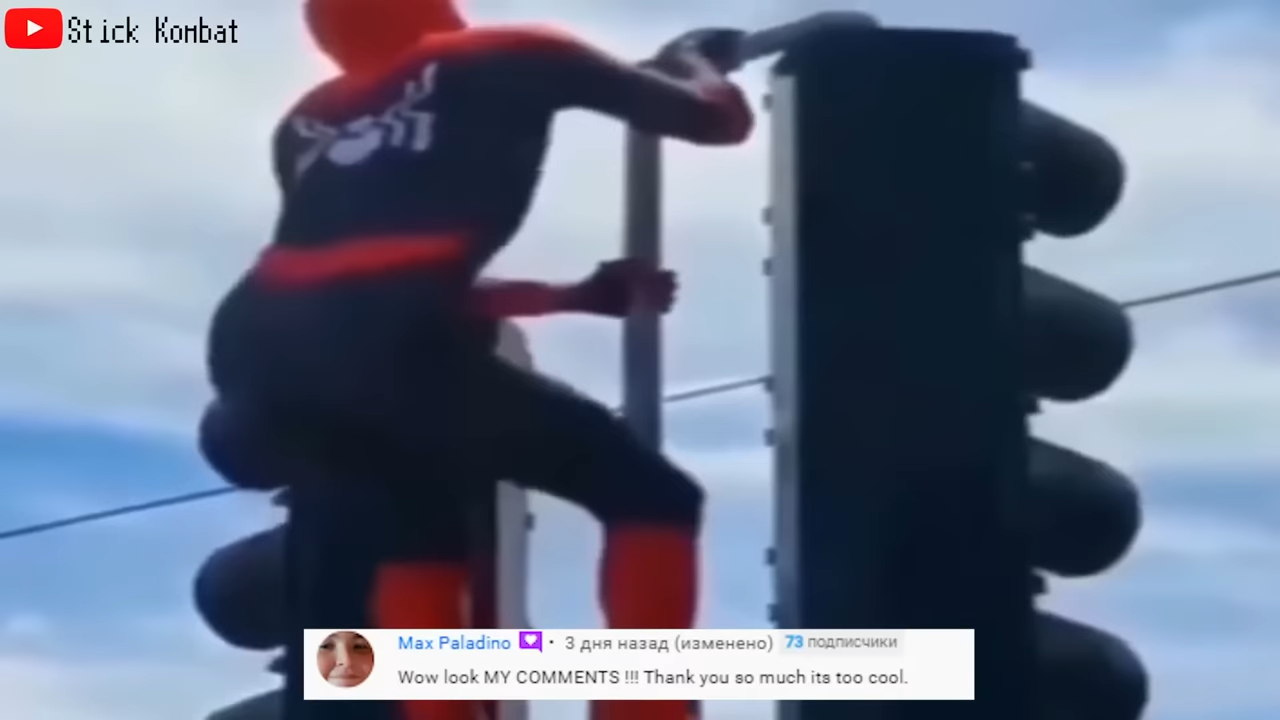 Stick Kombat
Max Paladino • 3 дня назад (изменено) 73 подписчики
Wow look MY COMMENTS !!! Thank you so much its too cool.